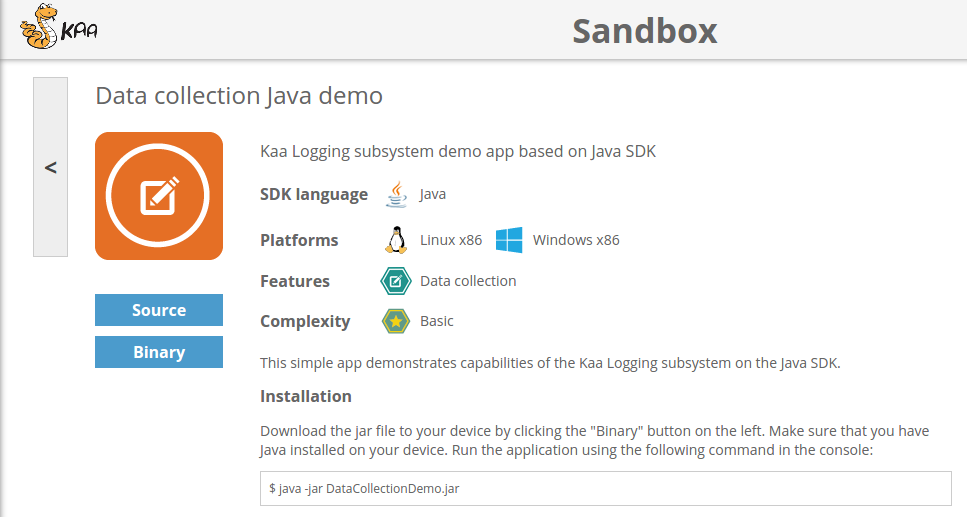 KAA
Sandbox
<
Data collection Java demo
Kaa Logging subsystem demo app based on Java SDK
SDK language Java
Platforms Linux x86 Windows x86
Features Data collection
Source
Complexity Basic
Binary
This simple app demonstrates capabilities of the Kaa Logging subsystem on the Java SDK.
Installation
Download the jar file to your device by clicking the "Binary" button on the left. Make sure that you have
Java installed on your device. Run the application using the following command in the console:
$ java -jar DataCollectionDemo.jar